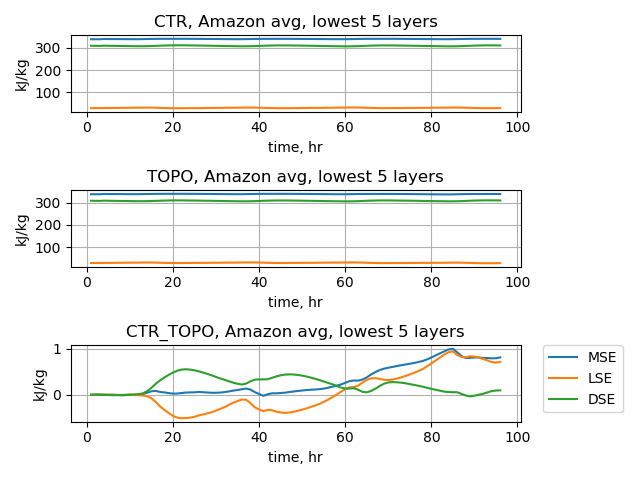 CTR, Amazon avg, lowest 5 layers
kJ/kg
300
200
100
0 20 40 60 80 100
time, hr
TOPO, Amazon avg, lowest 5 layers
kJ/kg
300
200
100
0 20 40 60 80 100
time, hr
CTR_TOPO, Amazon avg, lowest 5 layers
kJ/kg
1
0
0 20 40 60 80 100
time, hr
MSE
LSE
DSE